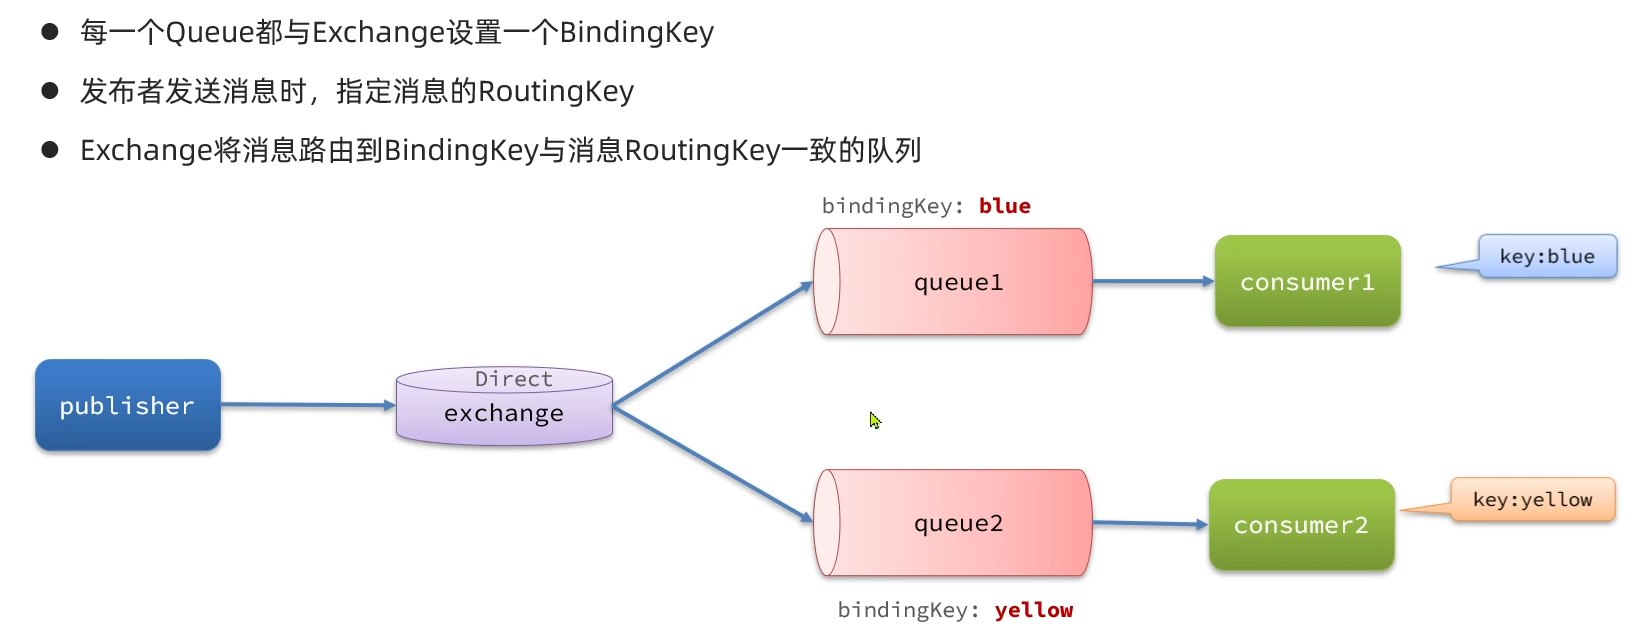 每一个Queue都与Exchange设置一个BindingKey
发布者发送消息时，指定消息的RoutingKey
Exchange将消息路由到BindingKey与消息RoutingKey一致的队列
bindingKey: blue
queue1
consumer1
key:blue
publisher
Direct
exchange
queue2
consumer2
key:yellow
bindingKey: yellow